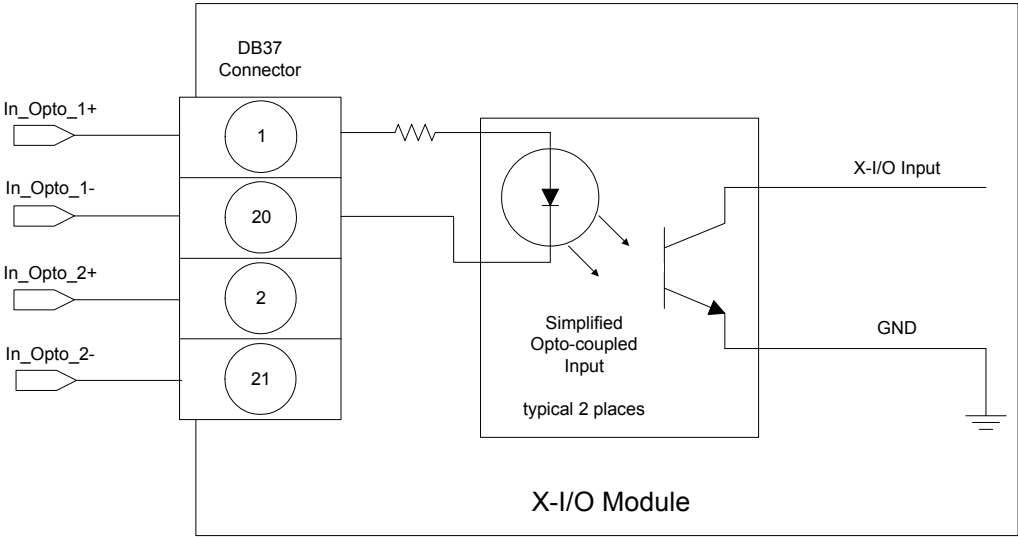 DB37
Connector
In_Opto_1+
1
In_Opto_1-
20
In_Opto_2+
2
In_Opto_2-
21
X-I/O Input
GND
Simplified
Opto-coupled
Input
typical 2 places
X-I/O Module